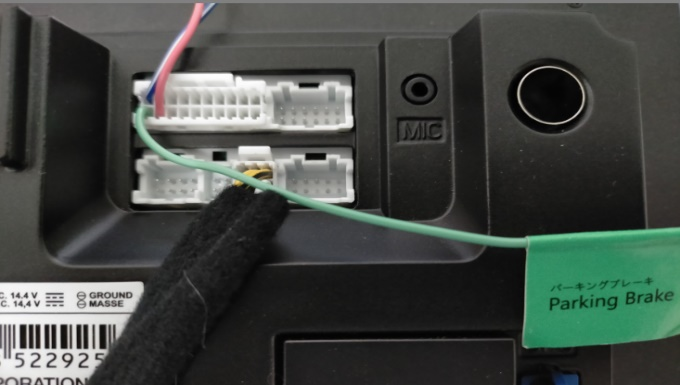 MIC
パーキングブレーキ
Parking Brake
C. 14.4 V GROUND
C. 14,4 V MASSE
522925
PORATION